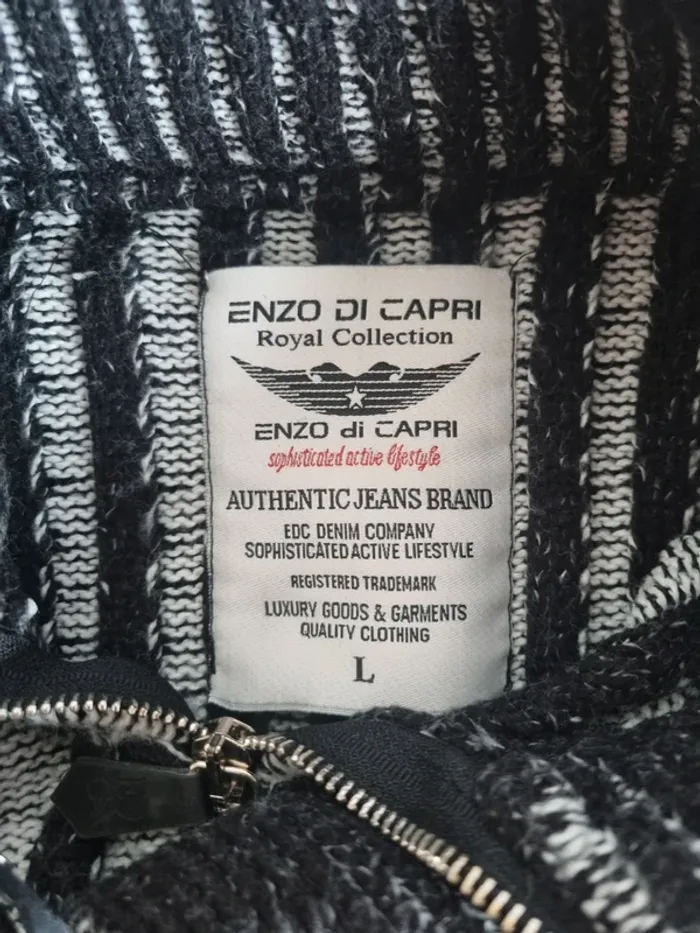 ENZO DI CAPRI
Royal Collection
ENZO di CAPRI
sophisticated active lifestyle
AUTHENTIC JEANS BRAND
EDC DENIM COMPANY
SOPHISTICATED ACTIVE LIFESTYLE
REGISTERED TRADEMARK
LUXURY GOODS & GARMENTS
QUALITY CLOTHING
L